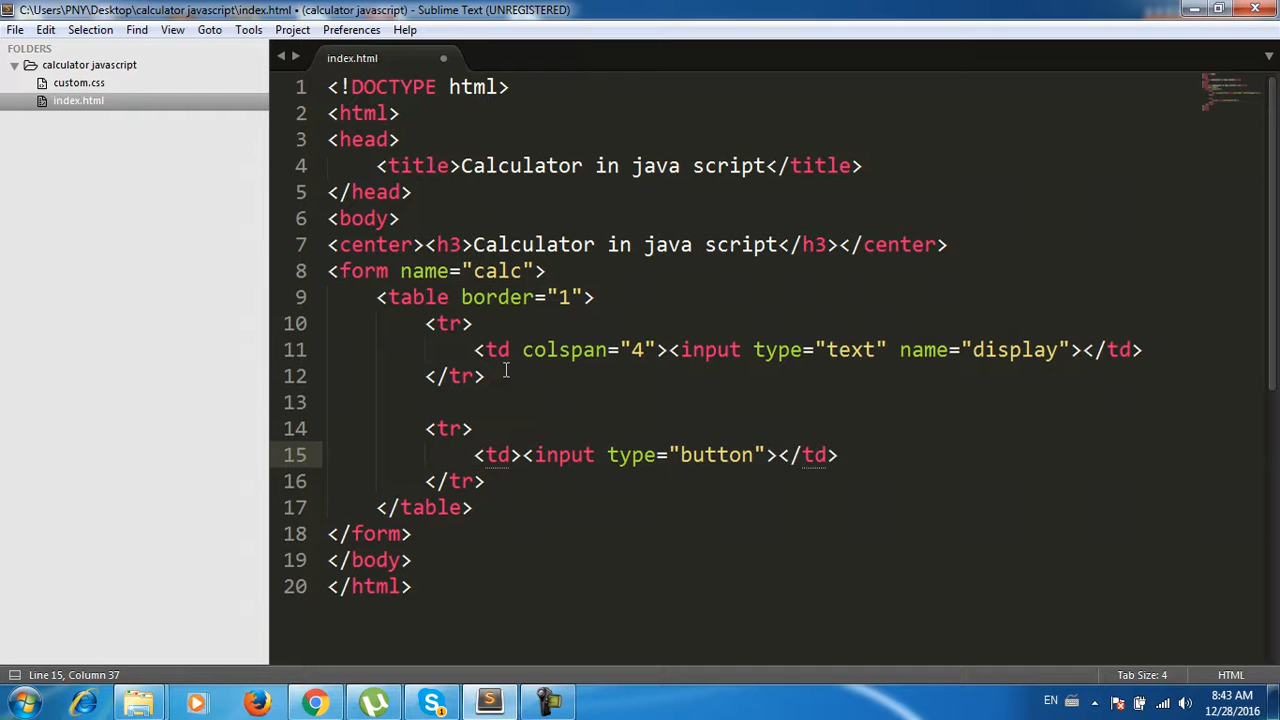 C:\Users\PNY\Desktop\calculator javascript\index.html • (calculator javascript) - Sublime Text (UNREGISTERED)
File Edit Selection Find View Goto Tools Project Preferences Help
FOLDERS
calculator javascript
custom.css
index.html
index.html
1 <!DOCTYPE html>
2 <html>
3 <head>
4 <title>Calculator in java script</title>
5 </head>
6 <body>
7 <center><h3>Calculator in java script</h3></center>
8 <form name="calc">
9 <table border="1">
10 <tr>
11 <td colspan="4"><input type="text" name="display"></td>
12 </tr>
13
14 <tr>
15 <td><input type="button"></td>
16 </tr>
17 </table>
18 </form>
19 </body>
20 </html>
Line 15, Column 37
Tab Size: 4
HTML
EN
8:43 AM
12/28/2016